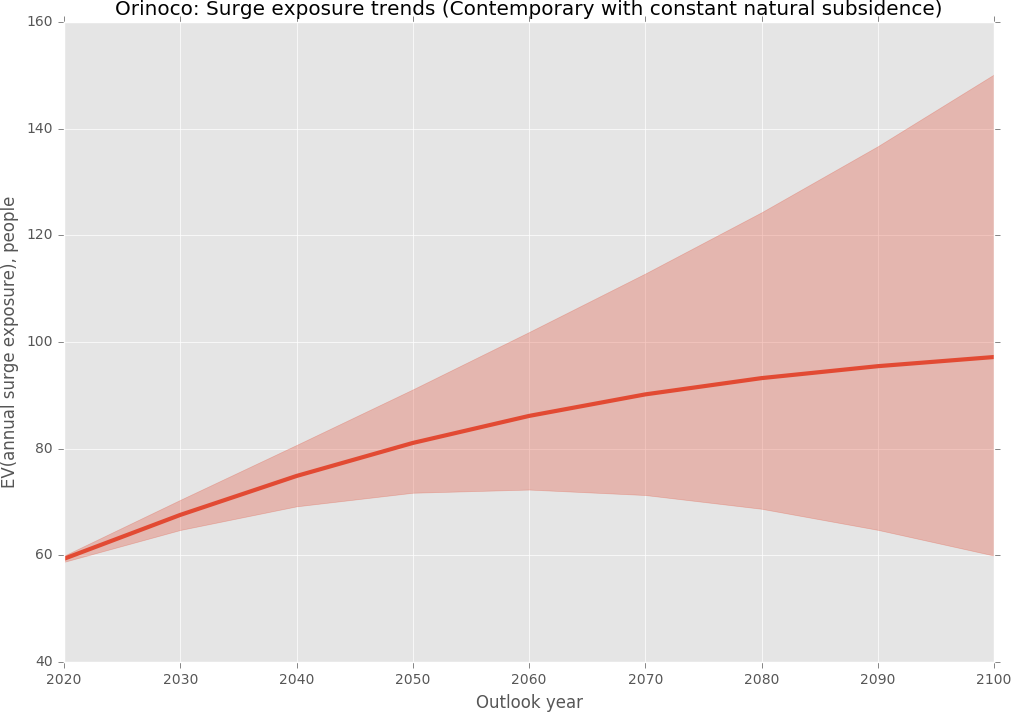 Orinoco: Surge exposure trends (Contemporary with constant natural subsidence)
160
140
120
100
80
60
40
EV(annual surge exposure), people
2020 2030 2040 2050 2060 2070 2080 2090 2100
Outlook year